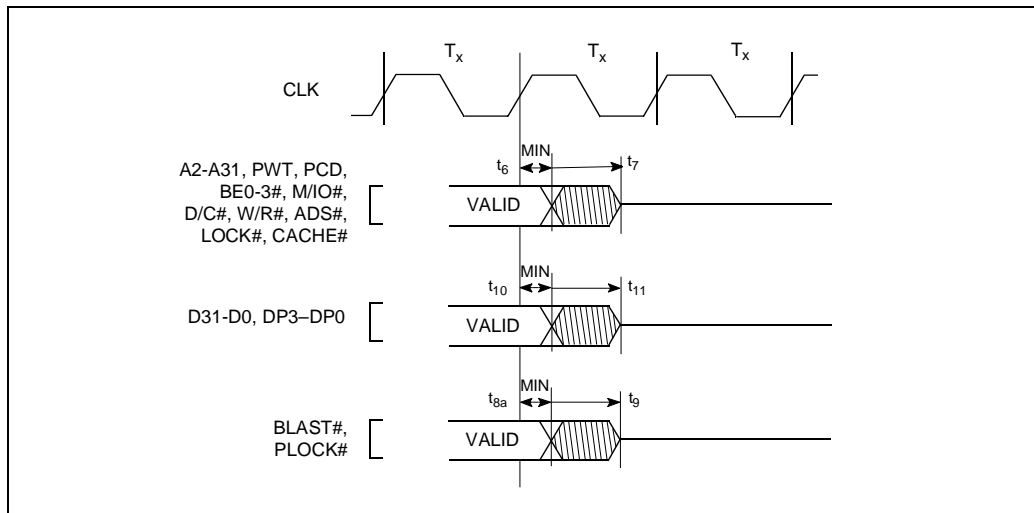 Tx Tx Tx
CLK
A2-A31, PWT, PCD,
BE0-3#, M/IO#,
D/C#, W/R#, ADS#,
LOCK#, CACHE#
t6 MIN t7
VALID
D31-D0, DP3–DP0
t10 MIN t11
VALID
BLAST#,
PLOCK#
t8a MIN t9
VALID